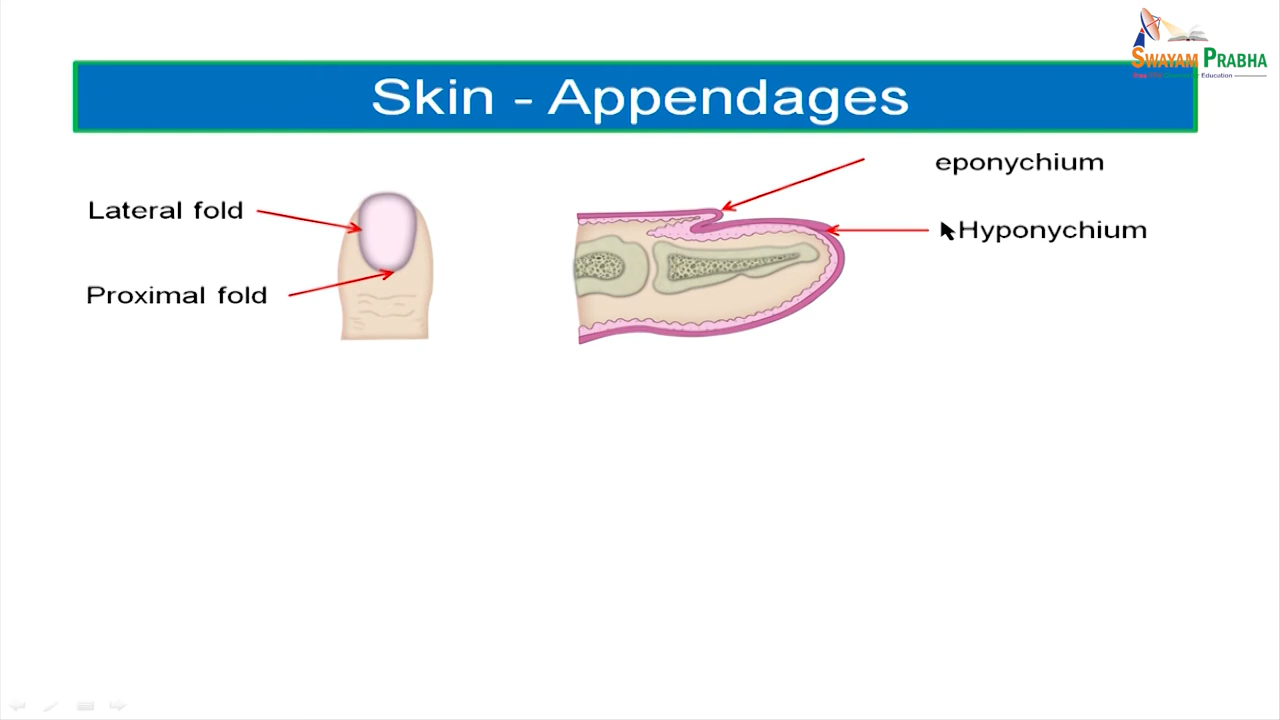 SWAYAM PRABHA
Skin - Appendages
eponychium
Lateral fold
Hyponychium
Proximal fold